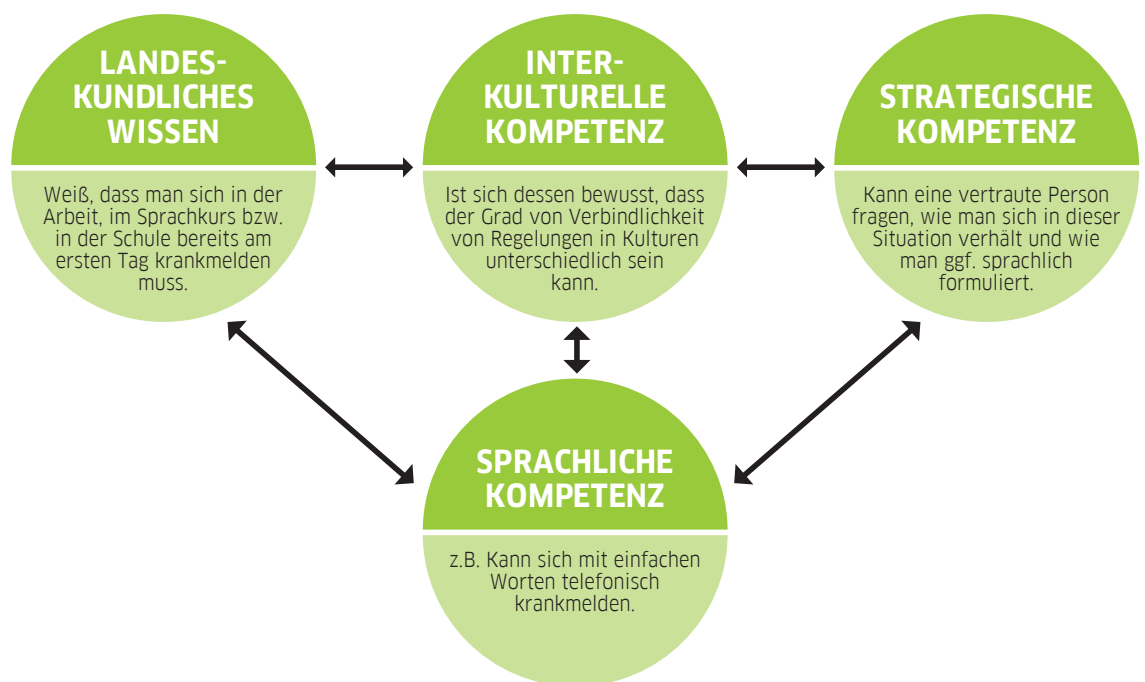 LANDES-
KUNDLICHES
WISSEN
Weiß, dass man sich in der
Arbeit, im Sprachkurs bzw.
in der Schule bereits am
ersten Tag krankmelden
muss.
INTER-
KULTURELLE
KOMPETENZ
Ist sich dessen bewusst, dass
der Grad von Verbindlichkeit
von Regelungen in Kulturen
unterschiedlich sein
kann.
STRATEGISCHE
KOMPETENZ
Kann eine vertraute Person
fragen, wie man sich in dieser
Situation verhält und wie
man ggf. sprachlich
formuliert.
SPRACHLICHE
KOMPETENZ
z.B. Kann sich mit einfachen
Worten telefonisch
krankmelden.